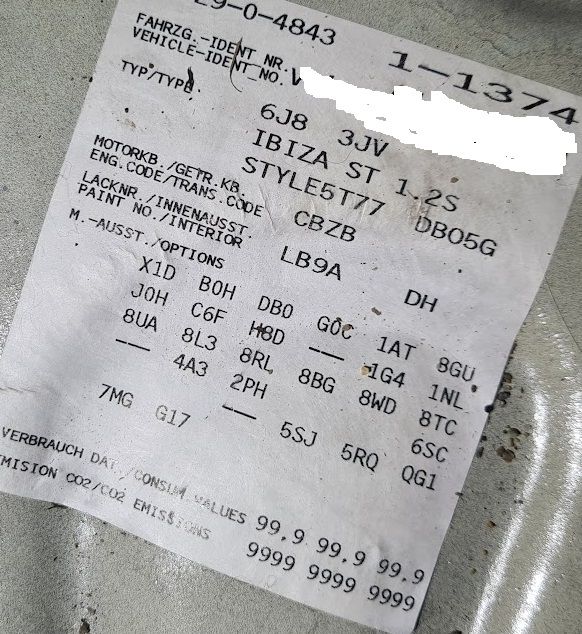 29-0-4843 1-1374
FAHRZG.-IDENT NR.
VEHICLE-IDENT NO.
TYP/TYPE 6J8 3JV
IBIZA ST 1.2S
STYLE5T77 DBO5G
MOTORKB./GETR.KB.
ENG.CODE/TRANS.CODE CBZB
LACKNR./INNENAUSST.
PAINT NO./INTERIOR LB9A DH
M.-AUSST./OPTIONS
X1D B0H DB0 G0C 1AT 8GU
J0H C6F H8D --- 1G4 1NL
8UA 8L3 8RL 8BG 8WD 8TC
--- 4A3 2PH --- 5SJ 5RQ 6SC
7MG G17 QG1
VERBRAUCH DAT./CONSUM.VALUES 99,9 99,9 99.9
EMISION CO2/CO2 EMISSIONS 9999 9999 9999